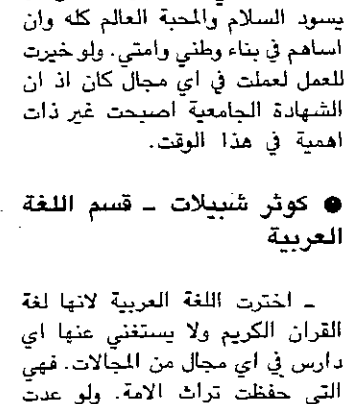 يسود السلام والمحبة العالم كله وان
اساهم في بناء وطني وامتي. ولو خيرت
للعمل لعملت في اي مجال كان اذ ان
الشهادة الجامعية اصبحت غير ذات
اهمية في هذا الوقت.
● كوثر شبيلات ـ قسم اللغة
العربية
ـ اخترت اللغة العربية لانها لغة
القران الكريم ولا يستغني عنها اي
دارس في اي مجال من المجالات. فهي
التي حفظت تراث الامة. ولو عدت